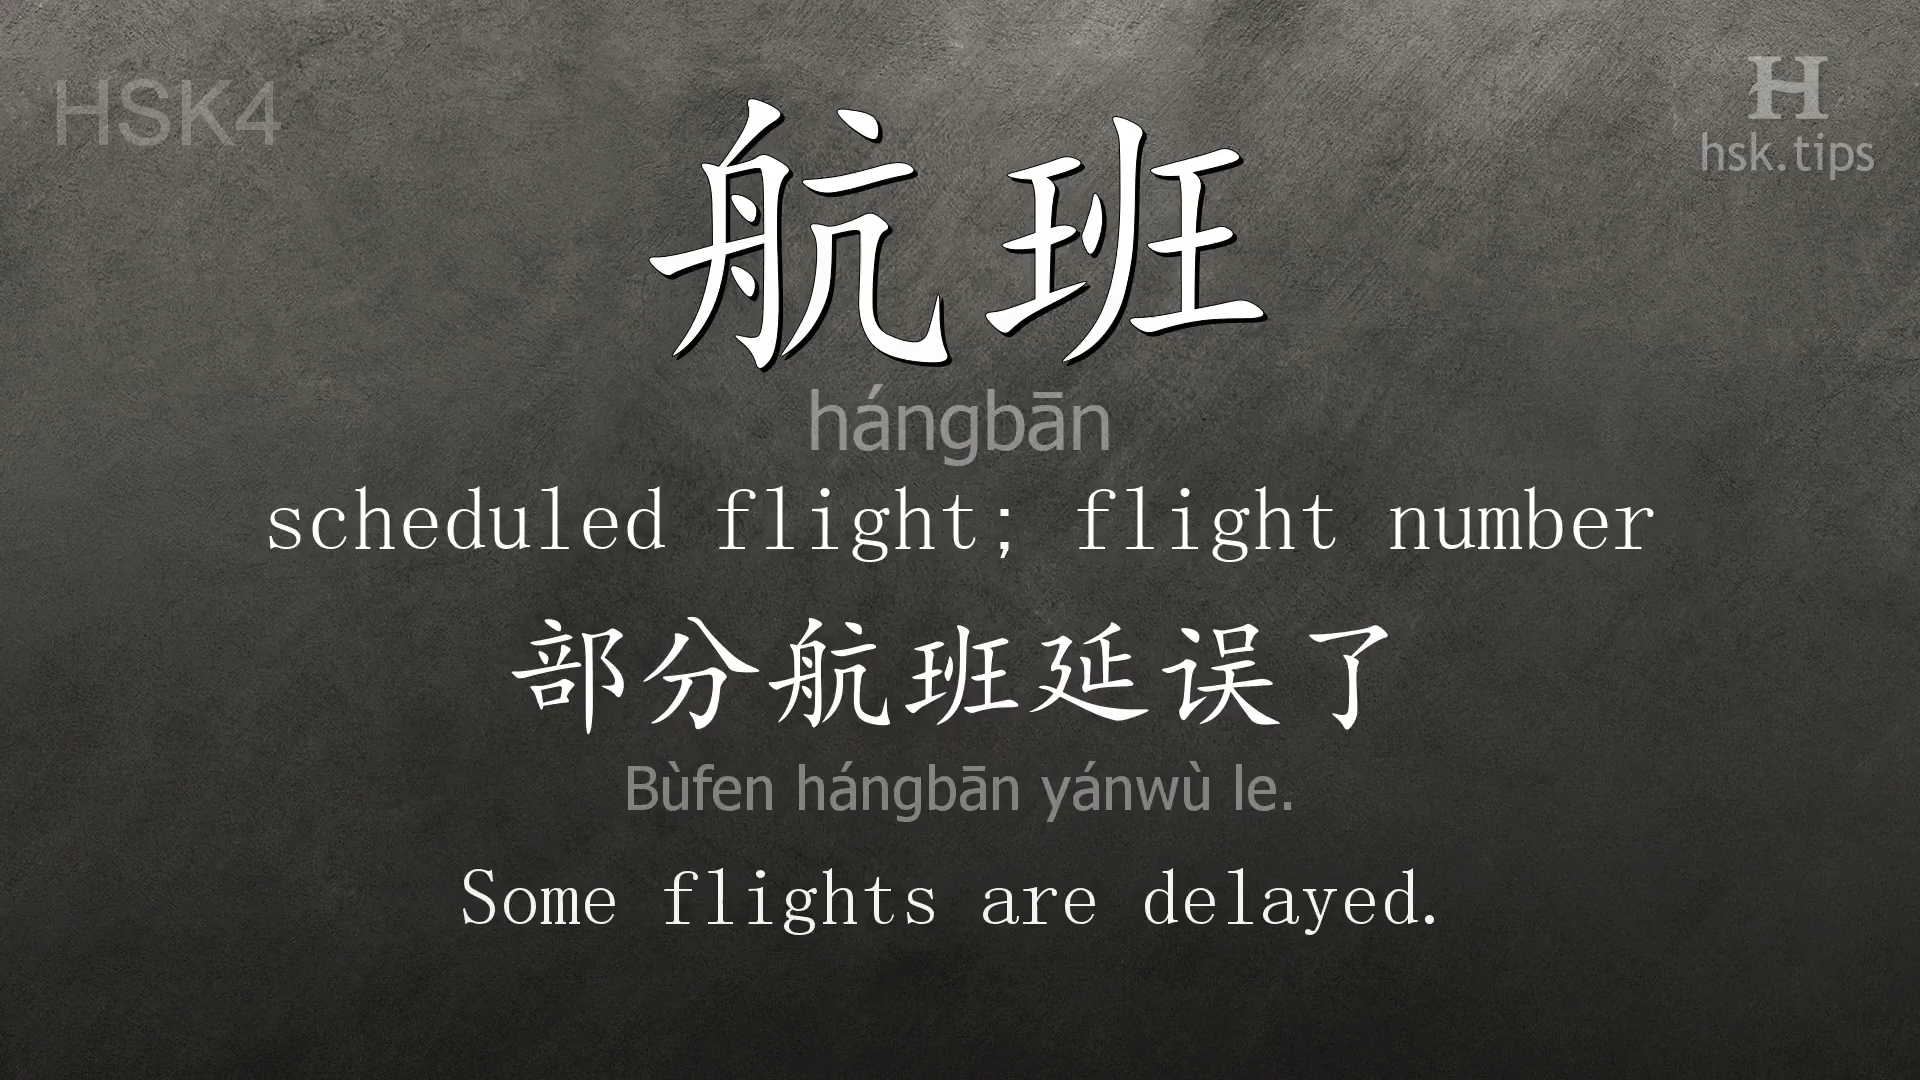 HSK4
H
hsk.tips
航班
hángbān
scheduled flight; flight number
部分航班延误了
Bùfen hángbān yánwù le.
Some flights are delayed.